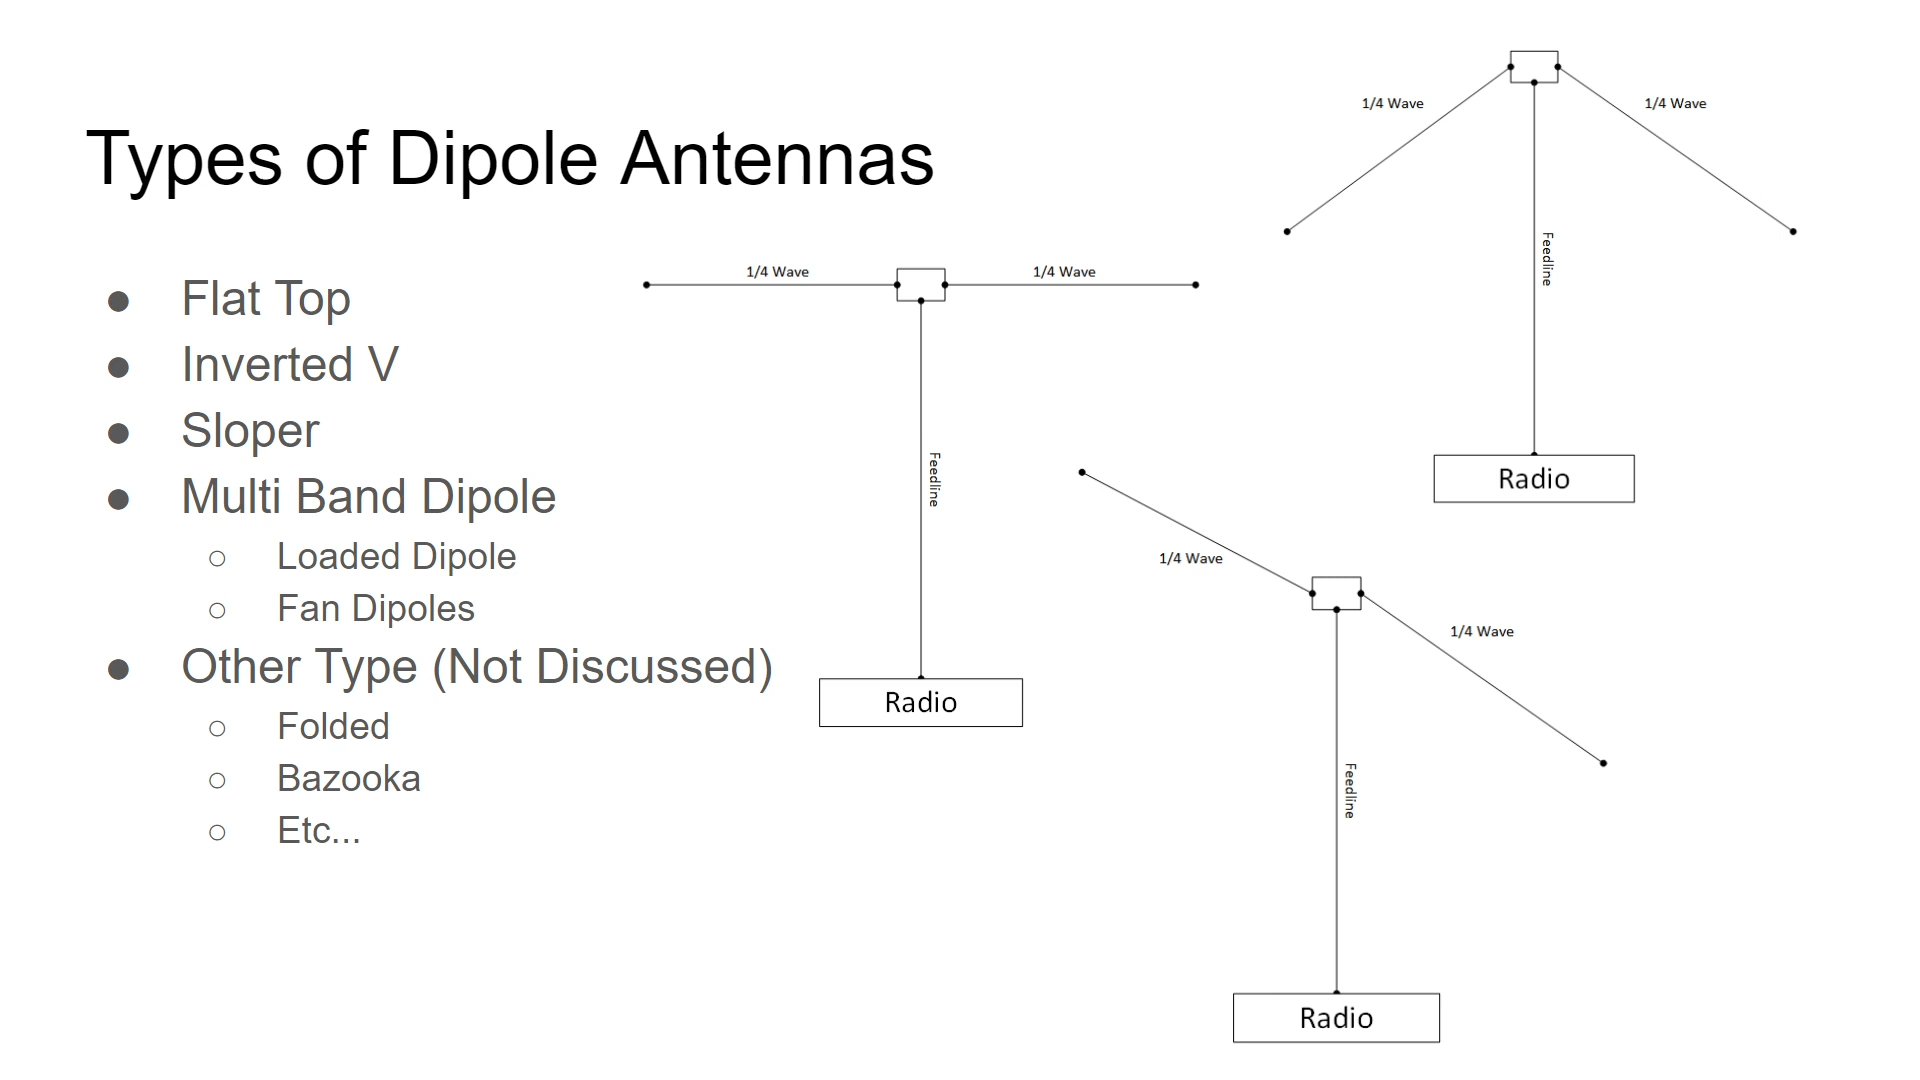 Types of Dipole Antennas
● Flat Top
● Inverted V
● Sloper
● Multi Band Dipole
○ Loaded Dipole
○ Fan Dipoles
● Other Type (Not Discussed)
○ Folded
○ Bazooka
○ Etc...
1/4 Wave
1/4 Wave
Feedline
Radio
1/4 Wave
1/4 Wave
Feedline
Radio
1/4 Wave
1/4 Wave
Feedline
Radio